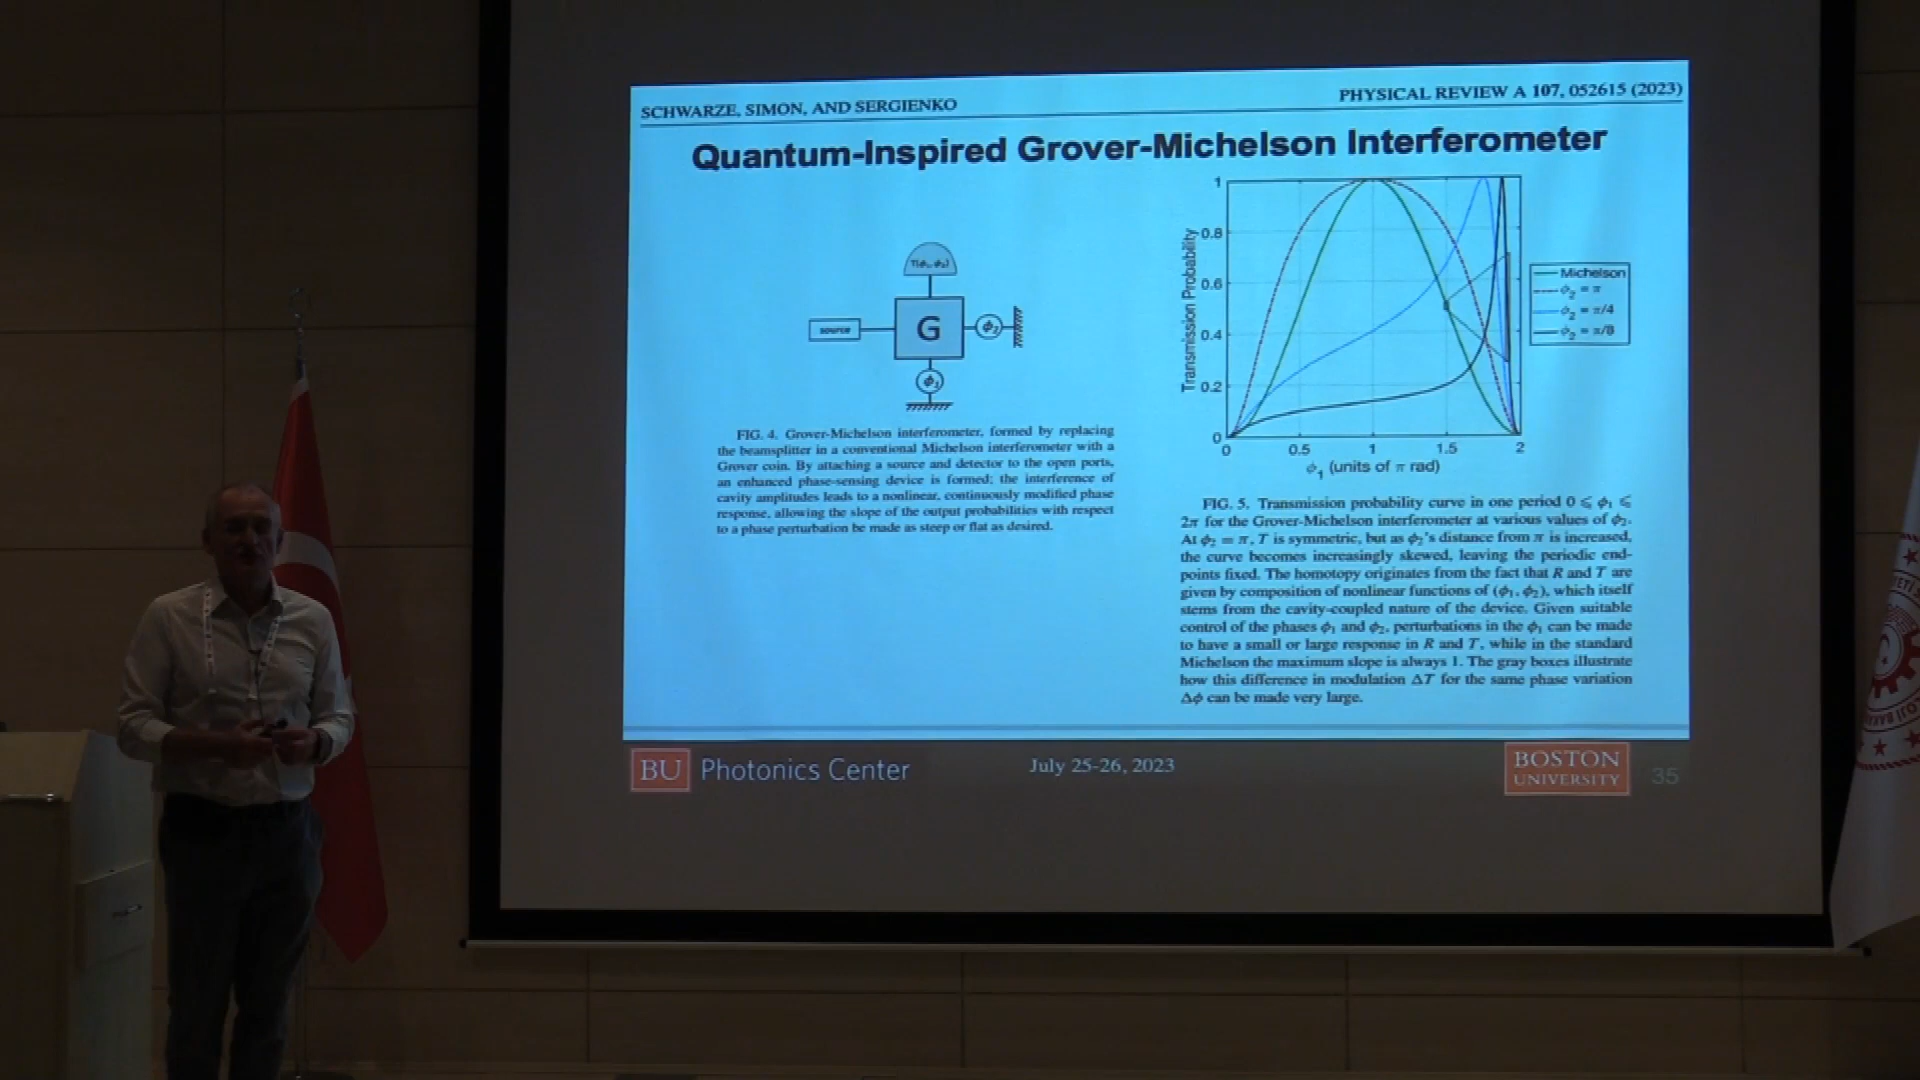 SCHWARZE, SIMON, AND SERGIENKO
PHYSICAL REVIEW A 107, 052615 (2023)
Quantum-Inspired Grover-Michelson Interferometer
T(ϕ₁, ϕ₂)
source
G
ϕ₂
ϕ₁
FIG. 4. Grover-Michelson interferometer, formed by replacing
the beamsplitter in a conventional Michelson interferometer with a
Grover coin. By attaching a source and detector to the open ports,
an enhanced phase-sensing device is formed; the interference of
cavity amplitudes leads to a nonlinear, continuously modified phase
response, allowing the slope of the output probabilities with respect
to a phase perturbation be made as steep or flat as desired.
Transmission Probability
1
0.8
0.6
0.4
0.2
0
0 0.5 1 1.5 2
ϕ₁ (units of π rad)
Michelson
ϕ₂ = π
ϕ₂ = π/4
ϕ₂ = π/8
FIG. 5. Transmission probability curve in one period 0 ⩽ ϕ₁ ⩽
2π for the Grover-Michelson interferometer at various values of ϕ₂.
At ϕ₂ = π, T is symmetric, but as ϕ₂'s distance from π is increased,
the curve becomes increasingly skewed, leaving the periodic end-
points fixed. The homotopy originates from the fact that R and T are
given by composition of nonlinear functions of (ϕ₁, ϕ₂), which itself
stems from the cavity-coupled nature of the device. Given suitable
control of the phases ϕ₁ and ϕ₂, perturbations in the ϕ₁ can be made
to have a small or large response in R and T, while in the standard
Michelson the maximum slope is always 1. The gray boxes illustrate
how this difference in modulation ΔT for the same phase variation
Δϕ can be made very large.
BU Photonics Center
July 25-26, 2023
BOSTON
UNIVERSITY
35